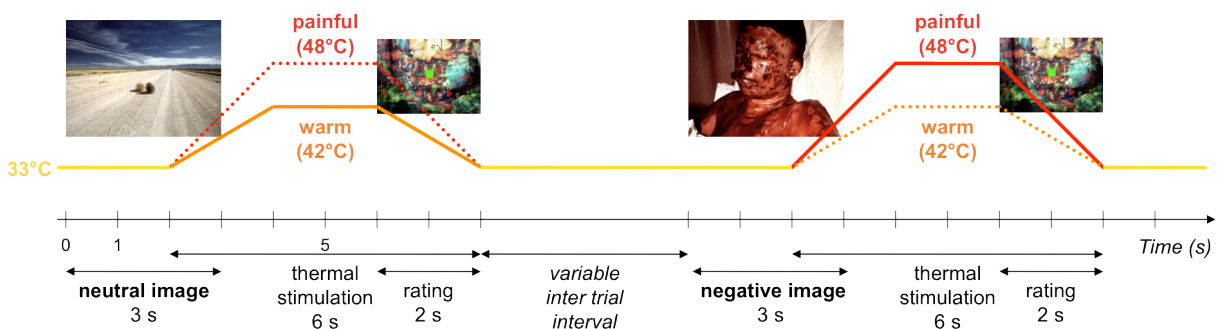 painful
(48°C)
warm
(42°C)
painful
(48°C)
warm
(42°C)
33°C
0
1
5
Time (s)
neutral image
3 s
thermal
stimulation
6 s
rating
2 s
variable
inter trial
interval
negative image
3 s
thermal
stimulation
6 s
rating
2 s